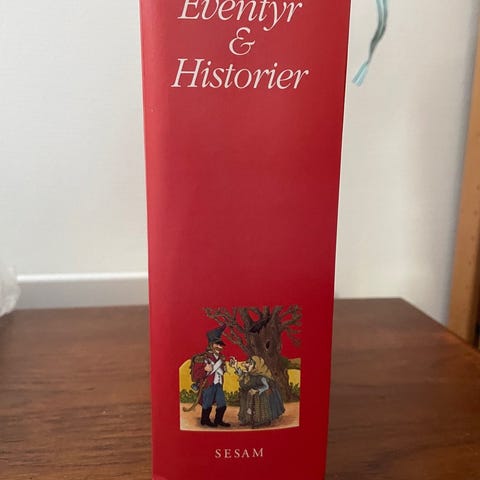 Eventyr
&
Historier
SESAM